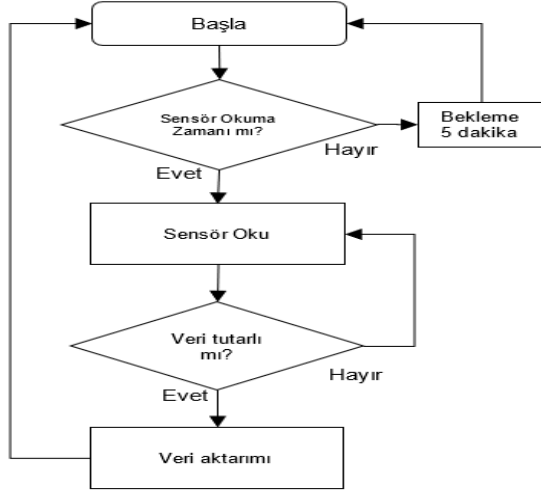 Başla
Sensör Okuma
Zamanı mı?
Bekleme
5 dakika
Hayır
Evet
Sensör Oku
Veri tutarlı
mı?
Hayır
Evet
Veri aktarımı